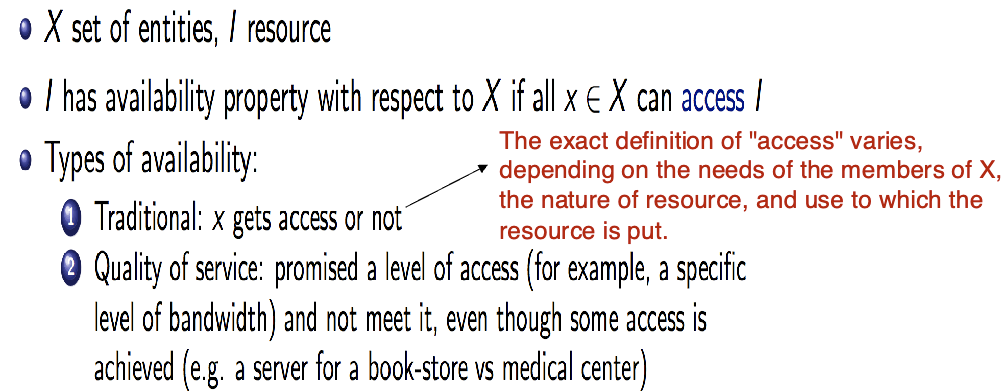 X set of entities, I resource
I has availability property with respect to X if all x ∈ X can access I
Types of availability:
The exact definition of "access" varies,
depending on the needs of the members of X,
the nature of resource, and use to which the
resource is put.
1 Traditional: x gets access or not
2 Quality of service: promised a level of access (for example, a specific
level of bandwidth) and not meet it, even though some access is
achieved (e.g. a server for a book-store vs medical center)